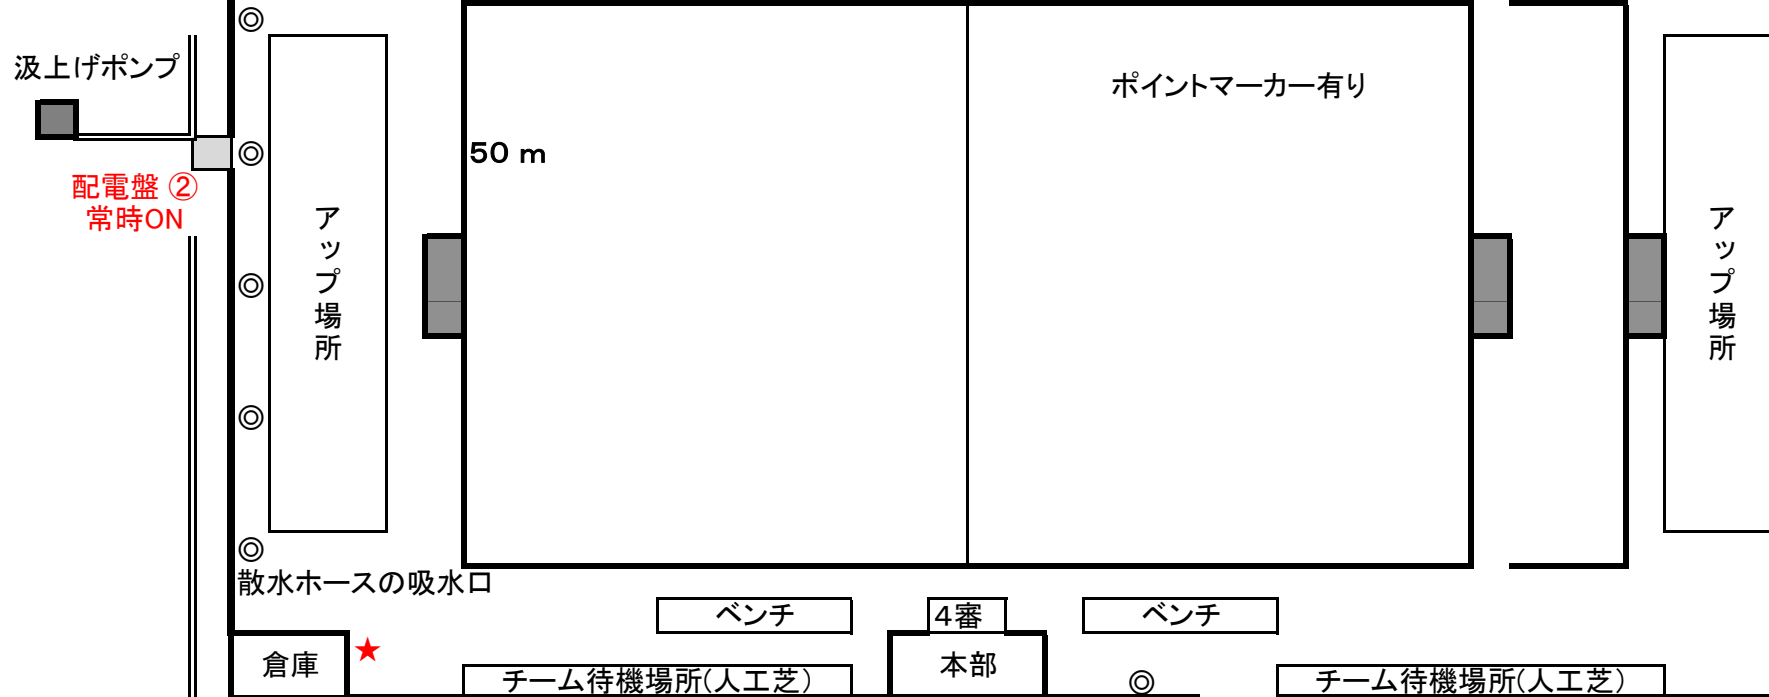 汲上げポンプ
ポイントマーカー有り
50 m
配電盤 ②
常時ON
アップ場所
アップ場所
散水ホースの吸水口
ベンチ
4審
ベンチ
倉庫
★
本部
チーム待機場所(人工芝)
◎
チーム待機場所(人工芝)